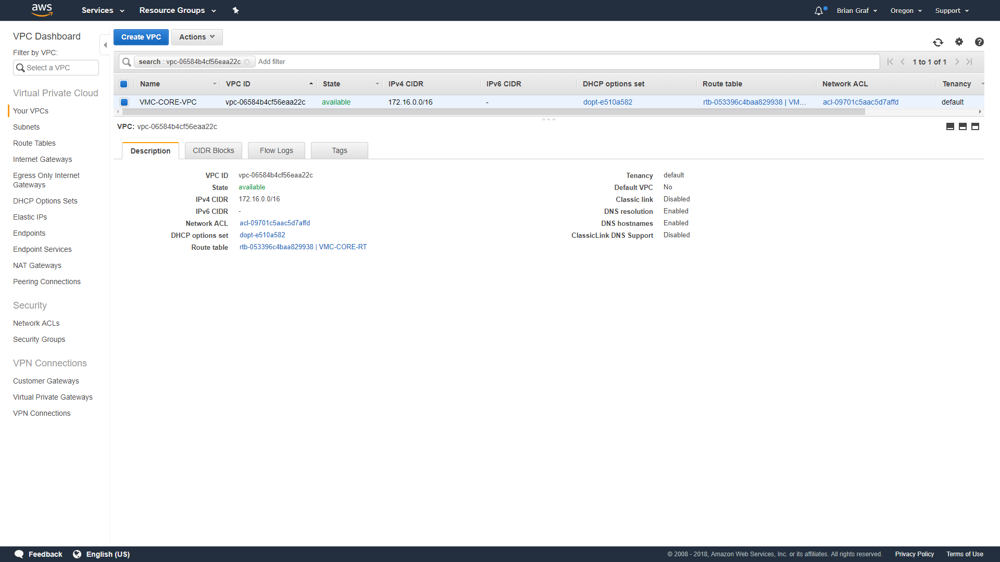 aws Services Resource Groups Brian Graf Oregon Support
VPC Dashboard
Filter by VPC:
Select a VPC
Virtual Private Cloud
Your VPCs
Subnets
Route Tables
Internet Gateways
Egress Only Internet
Gateways
DHCP Options Sets
Elastic IPs
Endpoints
Endpoint Services
NAT Gateways
Peering Connections
Security
Network ACLs
Security Groups
VPN Connections
Customer Gateways
Virtual Private Gateways
VPN Connections
Create VPC Actions
search : vpc-06584b4cf56eaa22c Add filter 1 to 1 of 1
Name VPC ID State IPv4 CIDR IPv6 CIDR DHCP options set Route table Network ACL Tenancy
VMC-CORE-VPC vpc-06584b4cf56eaa22c available 172.16.0.0/16 - dopt-e510a582 rtb-053396c4baa829938 | VM... acl-09701c5aac5d7affd default
VPC: vpc-06584b4cf56eaa22c
Description CIDR Blocks Flow Logs Tags
VPC ID vpc-06584b4cf56eaa22c
State available
IPv4 CIDR 172.16.0.0/16
IPv6 CIDR -
Network ACL acl-09701c5aac5d7affd
DHCP options set dopt-e510a582
Route table rtb-053396c4baa829938 | VMC-CORE-RT
Tenancy default
Default VPC No
Classic link Disabled
DNS resolution Enabled
DNS hostnames Enabled
ClassicLink DNS Support Disabled
Feedback English (US) © 2008 - 2018, Amazon Web Services, Inc. or its affiliates. All rights reserved. Privacy Policy Terms of Use